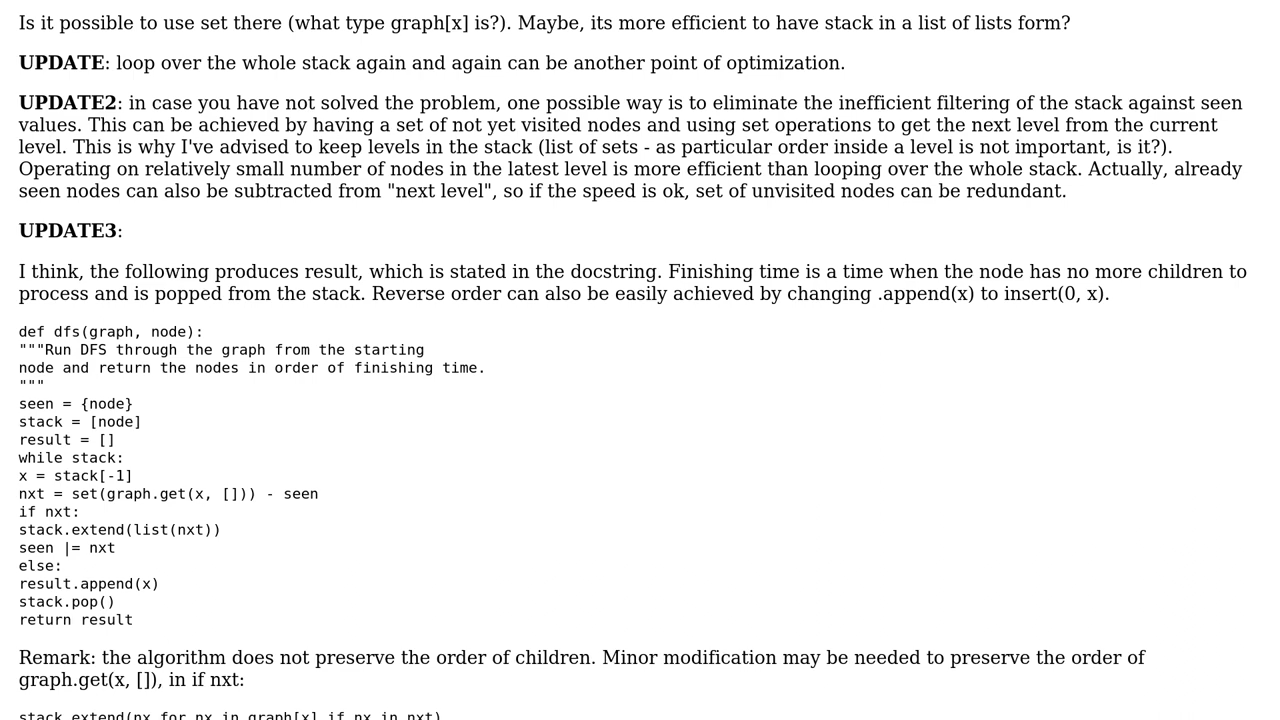 Is it possible to use set there (what type graph[x] is?). Maybe, its more efficient to have stack in a list of lists form?
UPDATE: loop over the whole stack again and again can be another point of optimization.
UPDATE2: in case you have not solved the problem, one possible way is to eliminate the inefficient filtering of the stack against seen
values. This can be achieved by having a set of not yet visited nodes and using set operations to get the next level from the current
level. This is why I've advised to keep levels in the stack (list of sets - as particular order inside a level is not important, is it?).
Operating on relatively small number of nodes in the latest level is more efficient than looping over the whole stack. Actually, already
seen nodes can also be subtracted from "next level", so if the speed is ok, set of unvisited nodes can be redundant.
UPDATE3:
I think, the following produces result, which is stated in the docstring. Finishing time is a time when the node has no more children to
process and is popped from the stack. Reverse order can also be easily achieved by changing .append(x) to insert(0, x).
def dfs(graph, node):
"""Run DFS through the graph from the starting
node and return the nodes in order of finishing time.
"""
seen = {node}
stack = [node]
result = []
while stack:
x = stack[-1]
nxt = set(graph.get(x, [])) - seen
if nxt:
stack.extend(list(nxt))
seen |= nxt
else:
result.append(x)
stack.pop()
return result
Remark: the algorithm does not preserve the order of children. Minor modification may be needed to preserve the order of
graph.get(x, []), in if nxt:
stack.extend(nx for nx in graph[x] if nx in nxt)